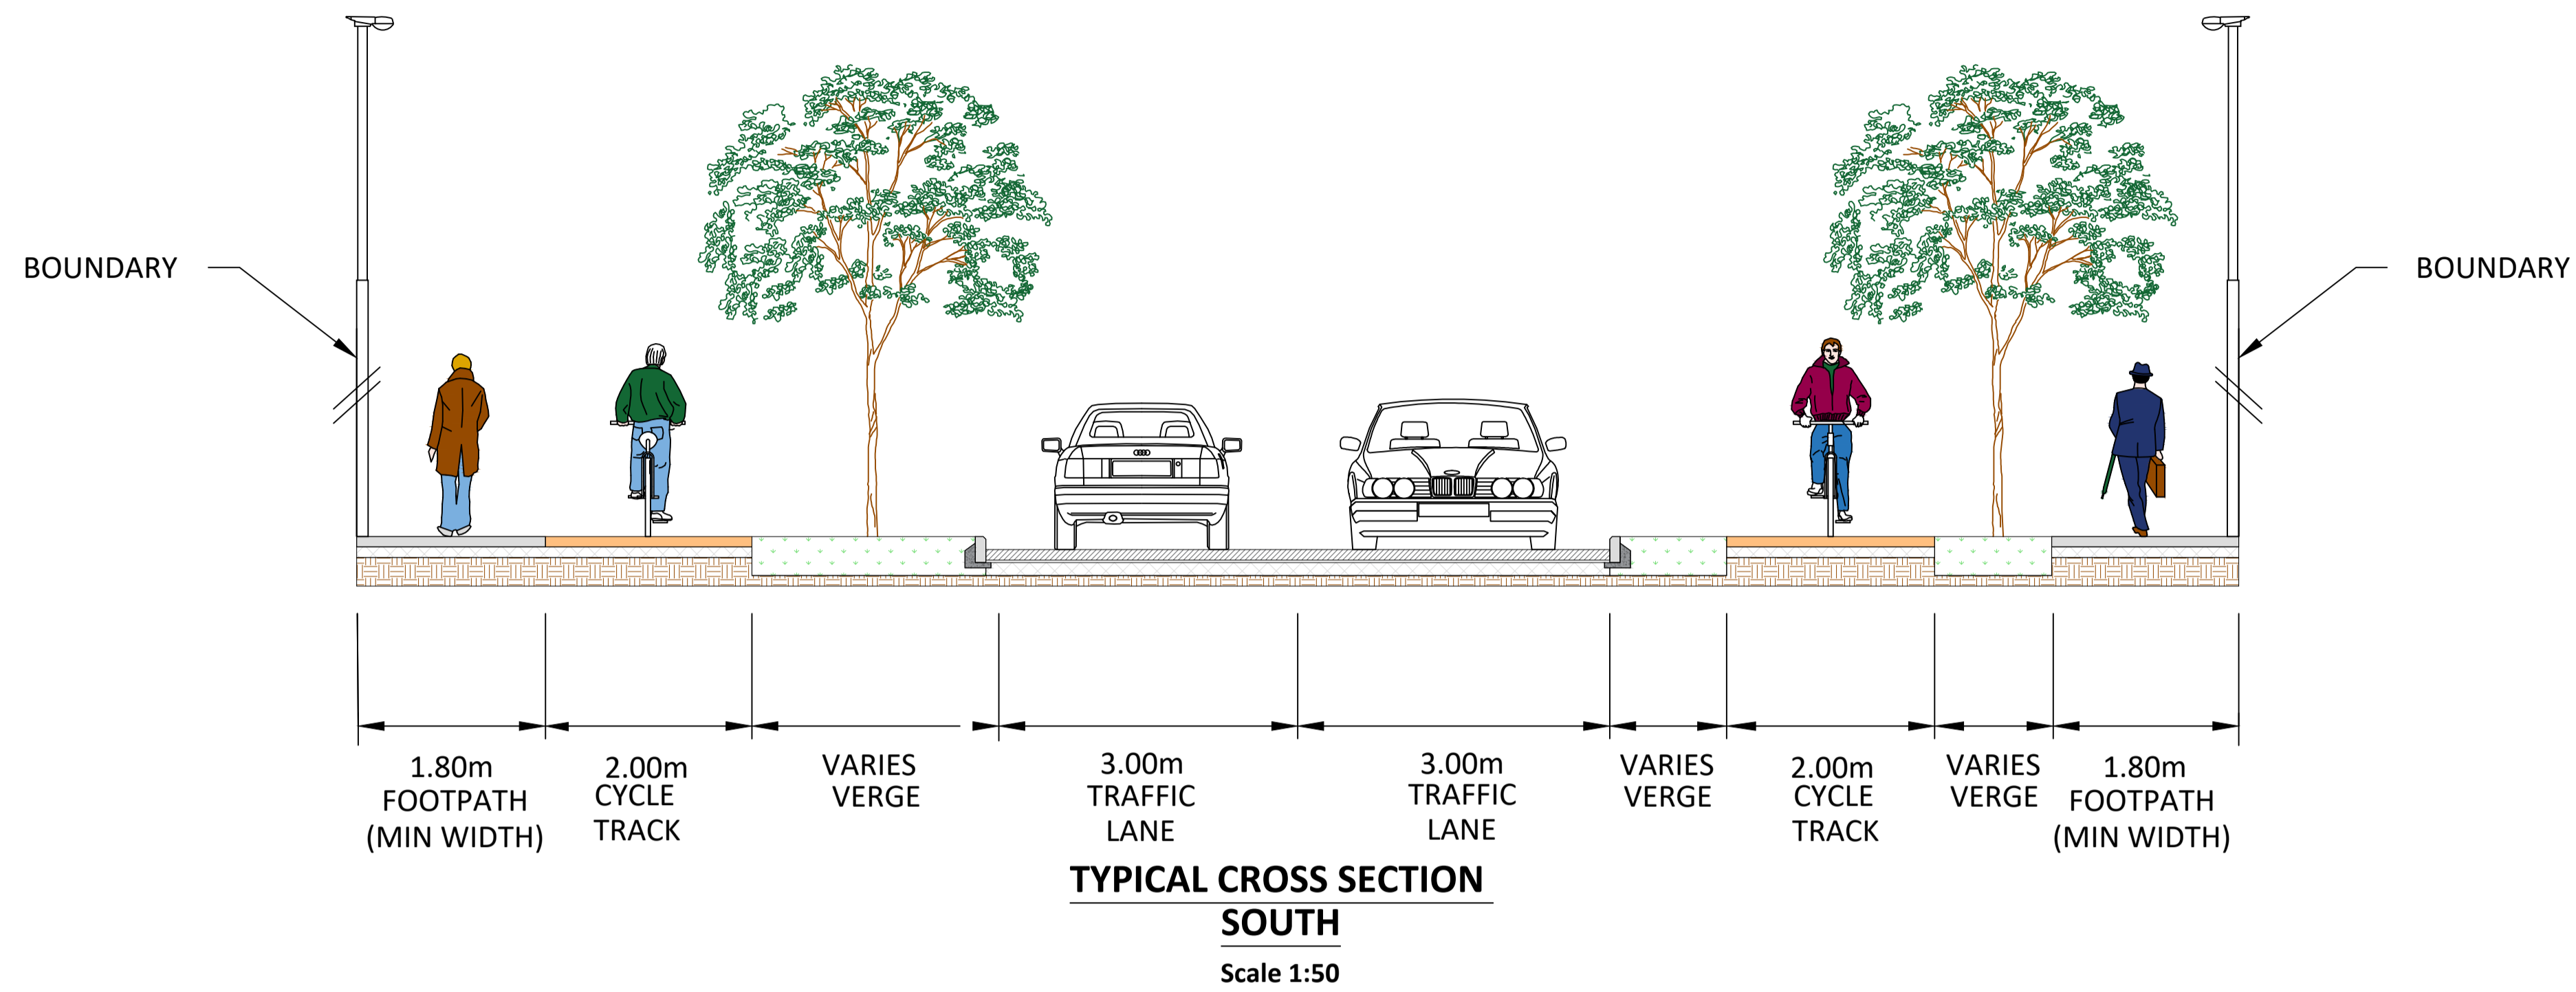 BOUNDARY
BOUNDARY
1.80m
FOOTPATH
(MIN WIDTH)
2.00m
CYCLE
TRACK
VARIES
VERGE
3.00m
TRAFFIC
LANE
3.00m
TRAFFIC
LANE
VARIES
VERGE
2.00m
CYCLE
TRACK
VARIES
VERGE
1.80m
FOOTPATH
(MIN WIDTH)
TYPICAL CROSS SECTION
SOUTH
Scale 1:50